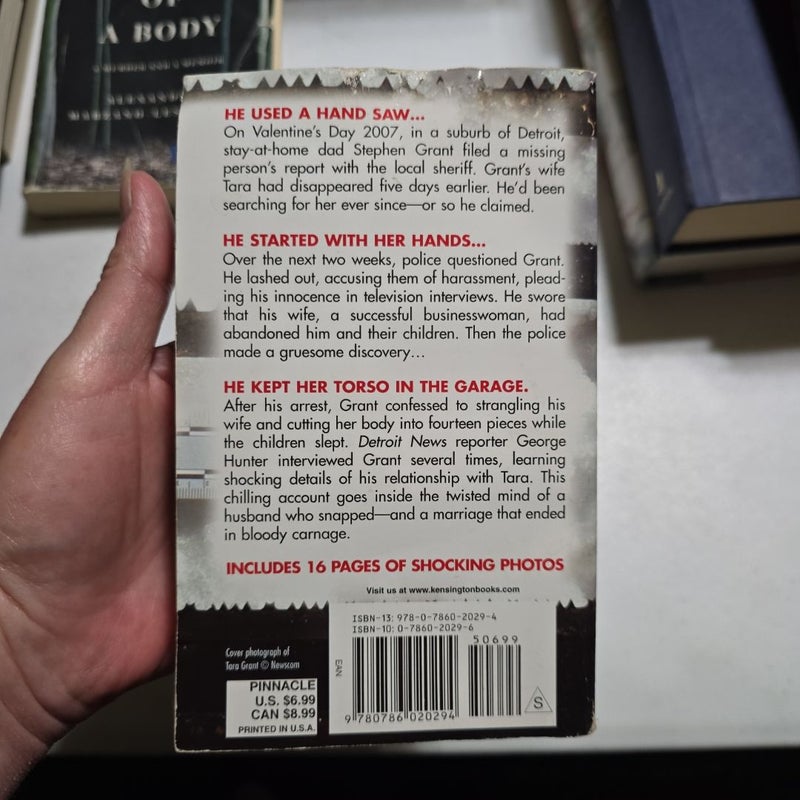 OF
A BODY
HE USED A HAND SAW...
On Valentine's Day 2007, in a suburb of Detroit,
stay-at-home dad Stephen Grant filed a missing
person's report with the local sheriff. Grant's wife
Tara had disappeared five days earlier. He'd been
searching for her ever since—or so he claimed.
HE STARTED WITH HER HANDS...
Over the next two weeks, police questioned Grant.
He lashed out, accusing them of harassment, plead-
ing his innocence in television interviews. He swore
that his wife, a successful businesswoman, had
abandoned him and their children. Then the police
made a gruesome discovery...
HE KEPT HER TORSO IN THE GARAGE.
After his arrest, Grant confessed to strangling his
wife and cutting her body into fourteen pieces while
the children slept. Detroit News reporter George
Hunter interviewed Grant several times, learning
shocking details of his relationship with Tara. This
chilling account goes inside the twisted mind of a
husband who snapped—and a marriage that ended
in bloody carnage.
INCLUDES 16 PAGES OF SHOCKING PHOTOS
Visit us at www.kensingtonbooks.com
ISBN-13: 978-0-7860-2029-4
ISBN-10: 0-7860-2029-6
50699
EAN
9 780786 020294
S
Cover photograph of
Tara Grant © Newscom
PINNACLE
U.S. $6.99
CAN $8.99
PRINTED IN U.S.A.